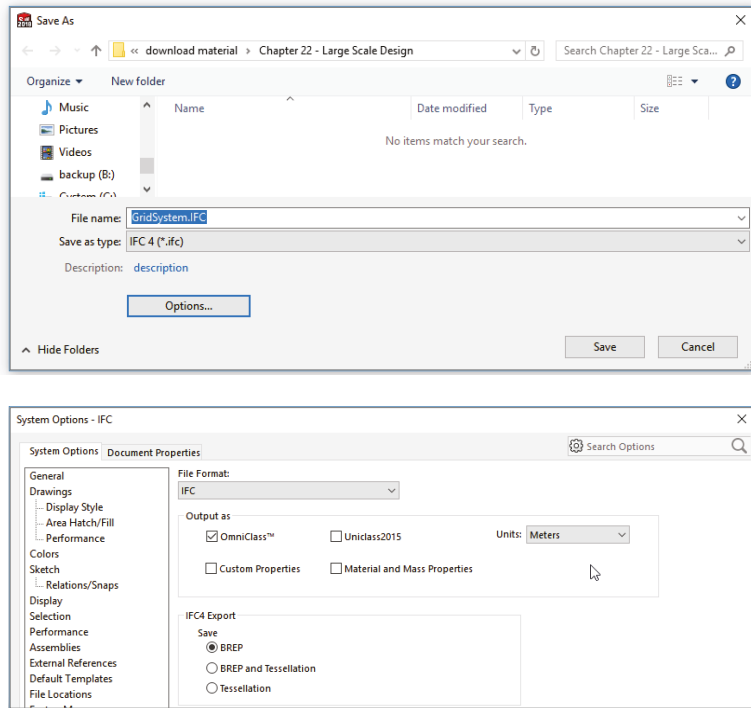 Save As
« download material › Chapter 22 - Large Scale Design
Search Chapter 22 - Large Sca...
Organize
New folder
Music
Pictures
Videos
backup (B:)
System (C:)
Name
Date modified
Type
Size
No items match your search.
File name: GridSystem.IFC
Save as type: IFC 4 (*.ifc)
Description: description
Options...
Hide Folders
Save
Cancel
System Options - IFC
System Options
Document Properties
Search Options
General
Drawings
Display Style
Area Hatch/Fill
Performance
Colors
Sketch
Relations/Snaps
Display
Selection
Performance
Assemblies
External References
Default Templates
File Locations
File Format:
IFC
Output as
OmniClass™
Uniclass2015
Units: Meters
Custom Properties
Material and Mass Properties
IFC4 Export
Save
BREP
BREP and Tessellation
Tessellation